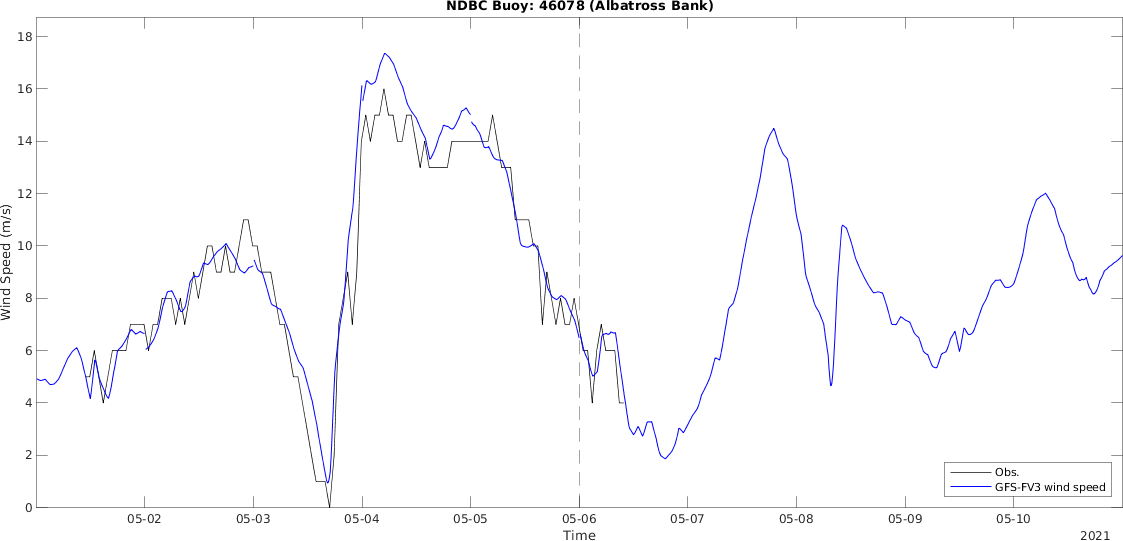 NDBC Buoy: 46078 (Albatross Bank)
18
16
14
12
10
8
6
4
2
0
Wind Speed (m/s)
05-02 05-03 05-04 05-05 05-06 05-07 05-08 05-09 05-10
Time
2021
Obs.
GFS-FV3 wind speed